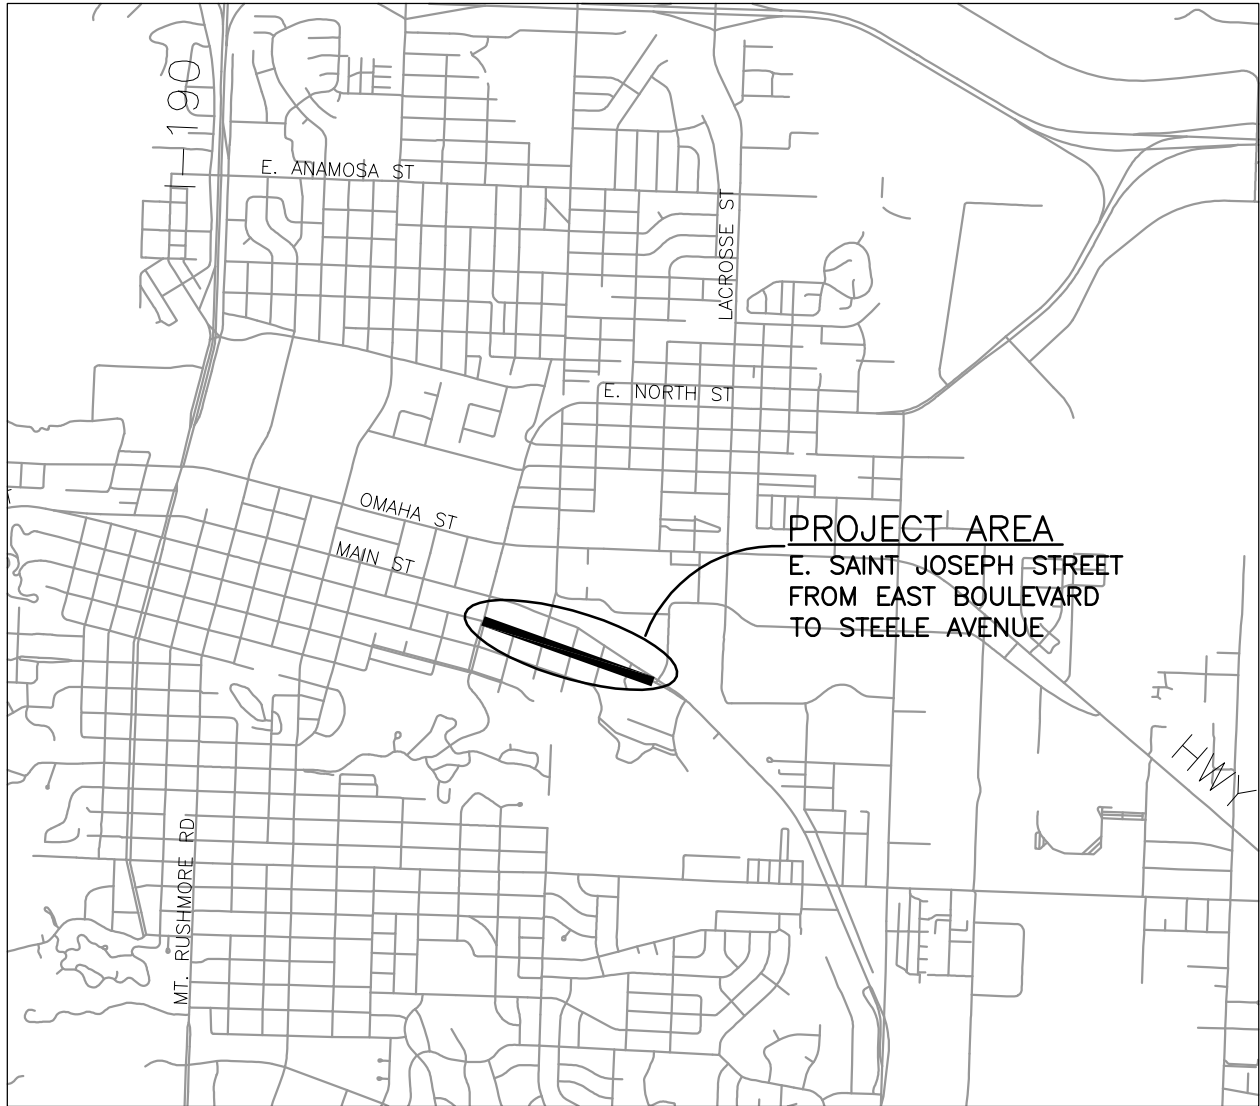 I-190
E. ANAMOSA ST
LACROSSE ST
E. NORTH ST
OMAHA ST
MAIN ST
PROJECT AREA
E. SAINT JOSEPH STREET
FROM EAST BOULEVARD
TO STEELE AVENUE
HWY
MT. RUSHMORE RD